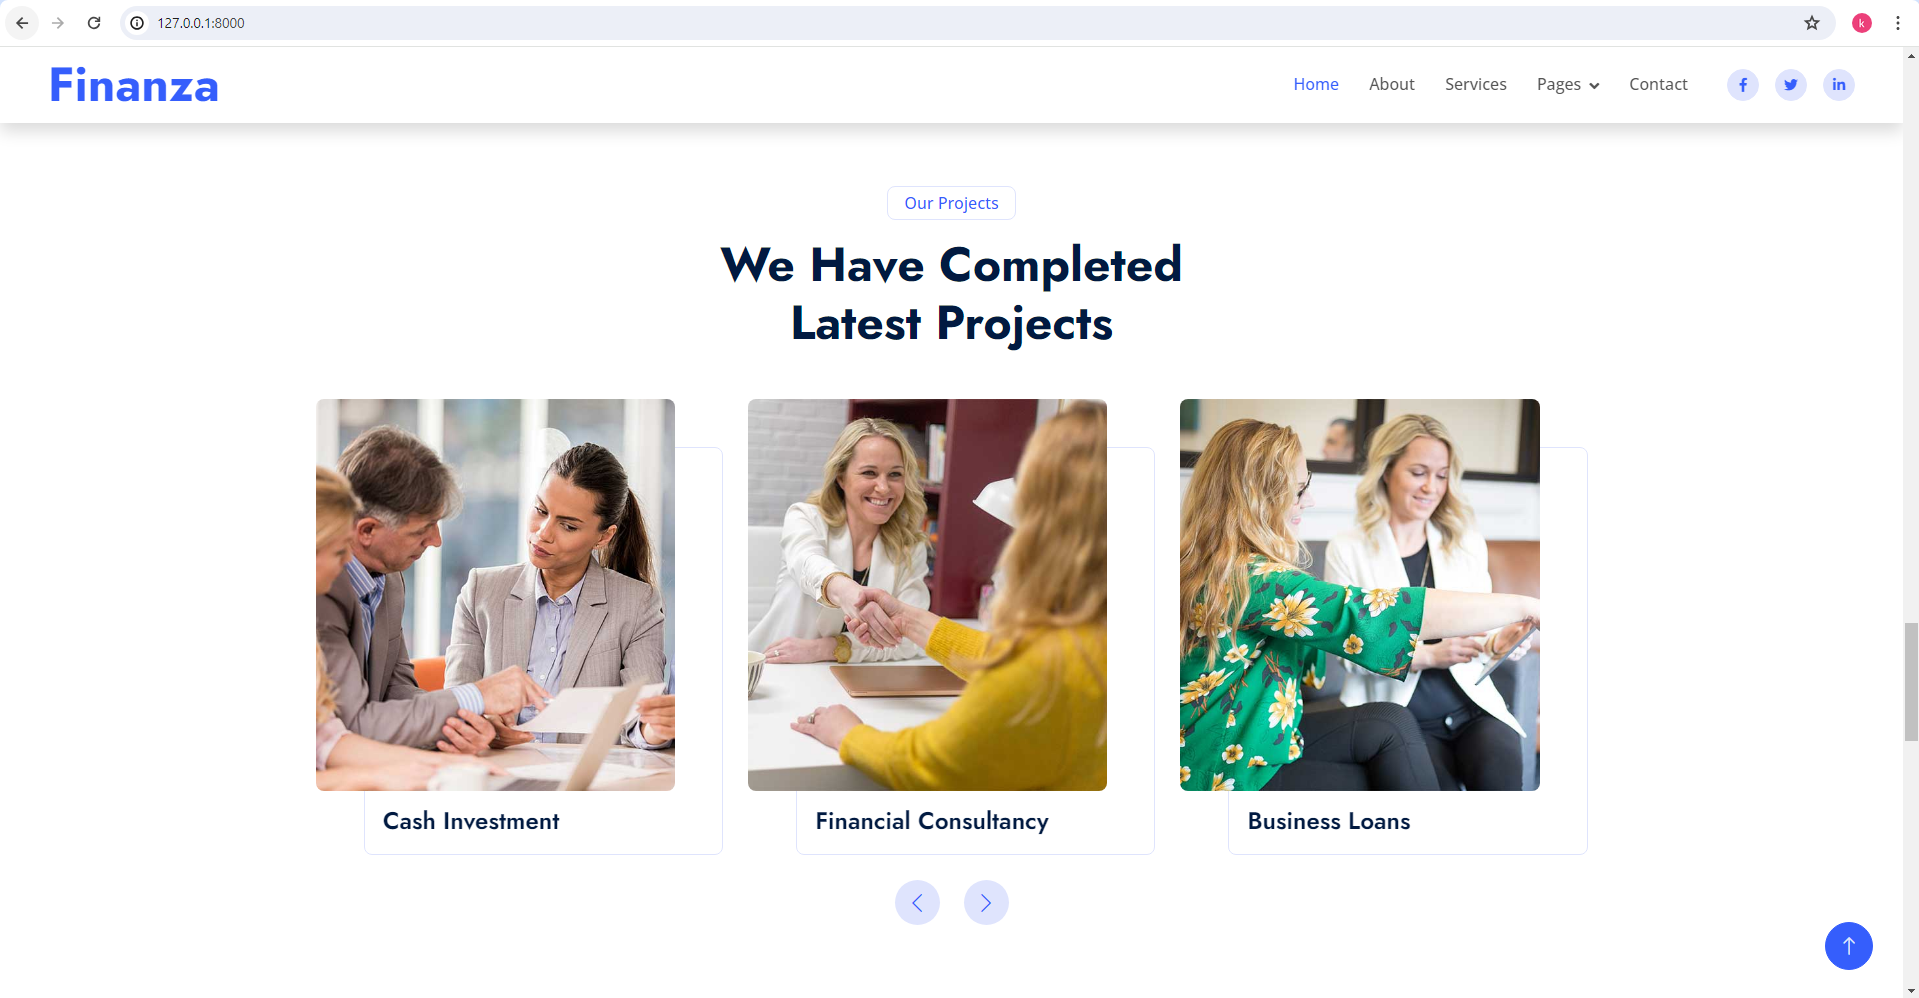 127.0.0.1:8000
k
Finanza
Home
About
Services
Pages
Contact
Our Projects
We Have Completed
Latest Projects
Cash Investment
Financial Consultancy
Business Loans